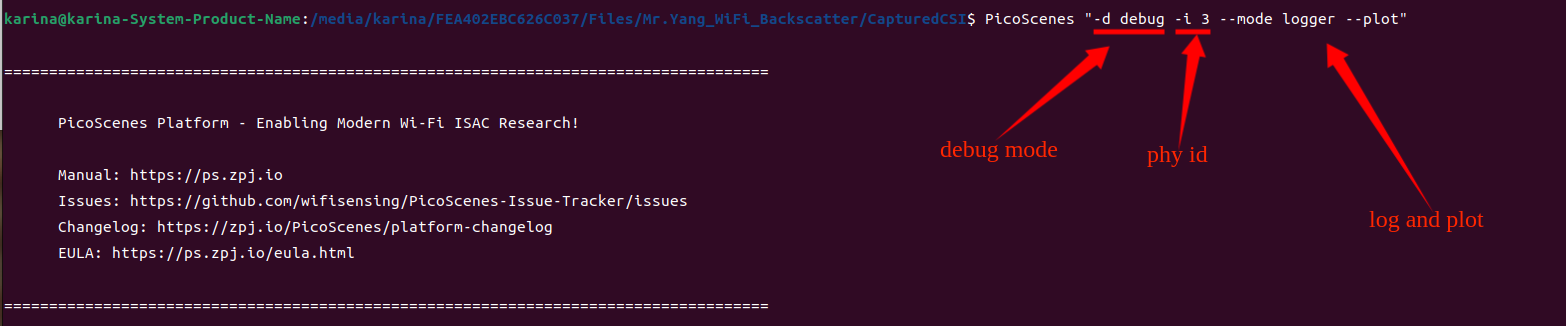 karina@karina-System-Product-Name:/media/karina/FEA402EBC626C037/Files/Mr.Yang_WiFi_Backscatter/CapturedCSI$ PicoScenes "-d debug -i 3 --mode logger --plot"
=====================================================================================
debug mode
phy id
log and plot
PicoScenes Platform - Enabling Modern Wi-Fi ISAC Research!
Manual: https://ps.zpj.io
Issues: https://github.com/wifisensing/PicoScenes-Issue-Tracker/issues
Changelog: https://zpj.io/PicoScenes/platform-changelog
EULA: https://ps.zpj.io/eula.html
=====================================================================================